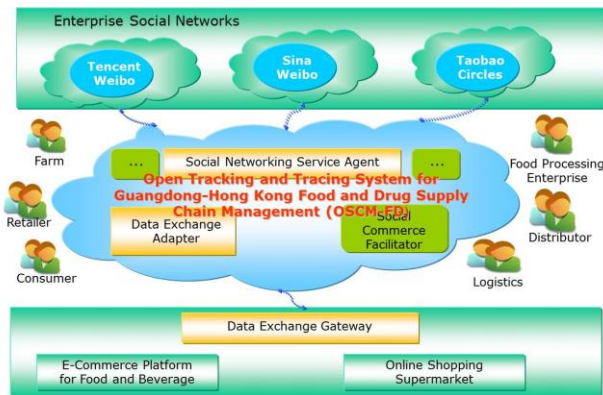 Enterprise Social Networks
Tencent
Weibo
Sina
Weibo
Taobao
Circles
Farm
...
Social Networking Service Agent
...
Food Processing
Enterprise
Open Tracking and Tracing System for
Guangdong-Hong Kong Food and Drug Supply
Chain Management (OSCM-FD)
Retailer
Data Exchange
Adapter
Social
Commerce
Facilitator
Distributor
Consumer
Logistics
Data Exchange Gateway
E-Commerce Platform
for Food and Beverage
Online Shopping
Supermarket